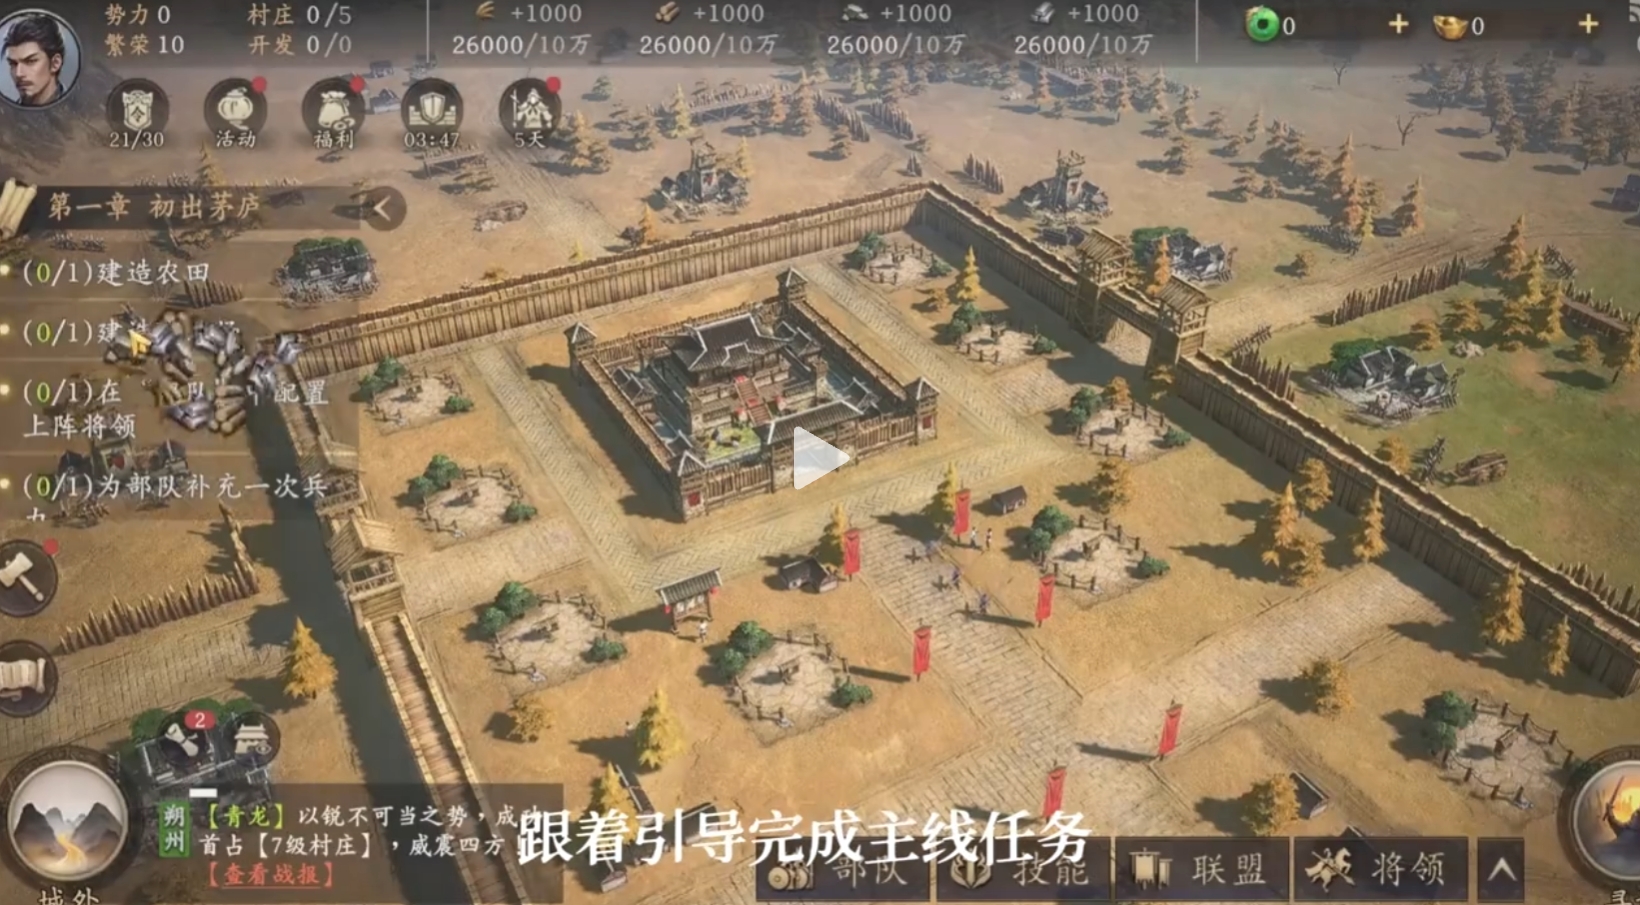 势力 0
村庄 0/5
繁荣 10
开发 0/0
+1000
+1000
+1000
+1000
26000/10万
26000/10万
26000/10万
26000/10万
0
0
21/30
活动
福利
03:47
5天
第一章 初出茅庐
(0/1)建造农田
(0/1)建
(0/1)在
配置
上阵将领
(0/1)为部队补充一次兵
力
2
朔州
【青龙】以锐不可当之势，成功
首占【7级村庄】，威震四方
【查看战报】
跟着引导完成主线任务
部队
技能
联盟
将领
城外